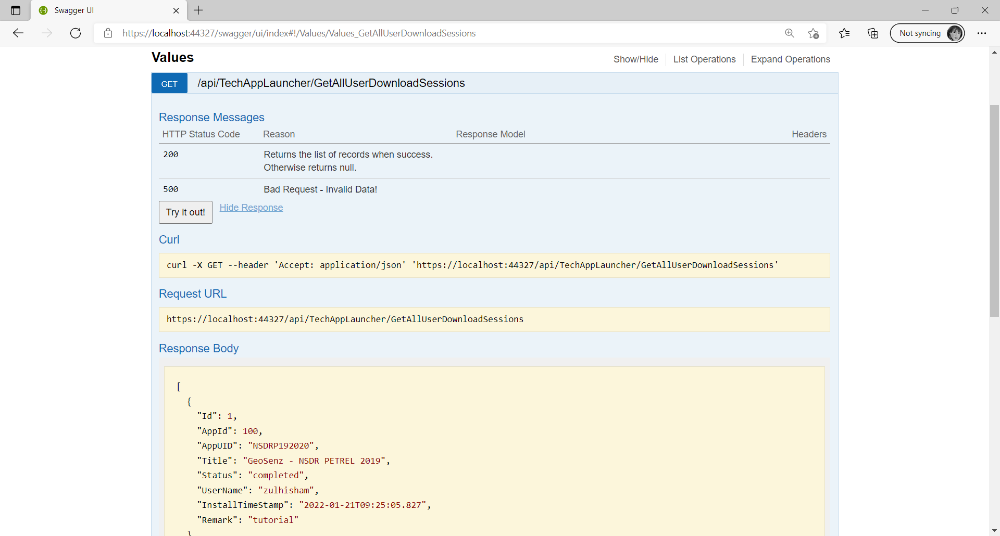 Swagger UI
https://localhost:44327/swagger/ui/index#!/Values/Values_GetAllUserDownloadSessions
Not syncing
Values
Show/Hide
List Operations
Expand Operations
GET
/api/TechAppLauncher/GetAllUserDownloadSessions
Response Messages
HTTP Status Code Reason Response Model Headers
200 Returns the list of records when success.
Otherwise returns null.
500 Bad Request - Invalid Data!
Try it out!
Hide Response
Curl
curl -X GET --header 'Accept: application/json' 'https://localhost:44327/api/TechAppLauncher/GetAllUserDownloadSessions'
Request URL
https://localhost:44327/api/TechAppLauncher/GetAllUserDownloadSessions
Response Body
[
{
"Id": 1,
"AppId": 100,
"AppUID": "NSDRP192020",
"Title": "GeoSenz - NSDR PETREL 2019",
"Status": "completed",
"UserName": "zulhisham",
"InstallTimeStamp": "2022-01-21T09:25:05.827",
"Remark": "tutorial"
}